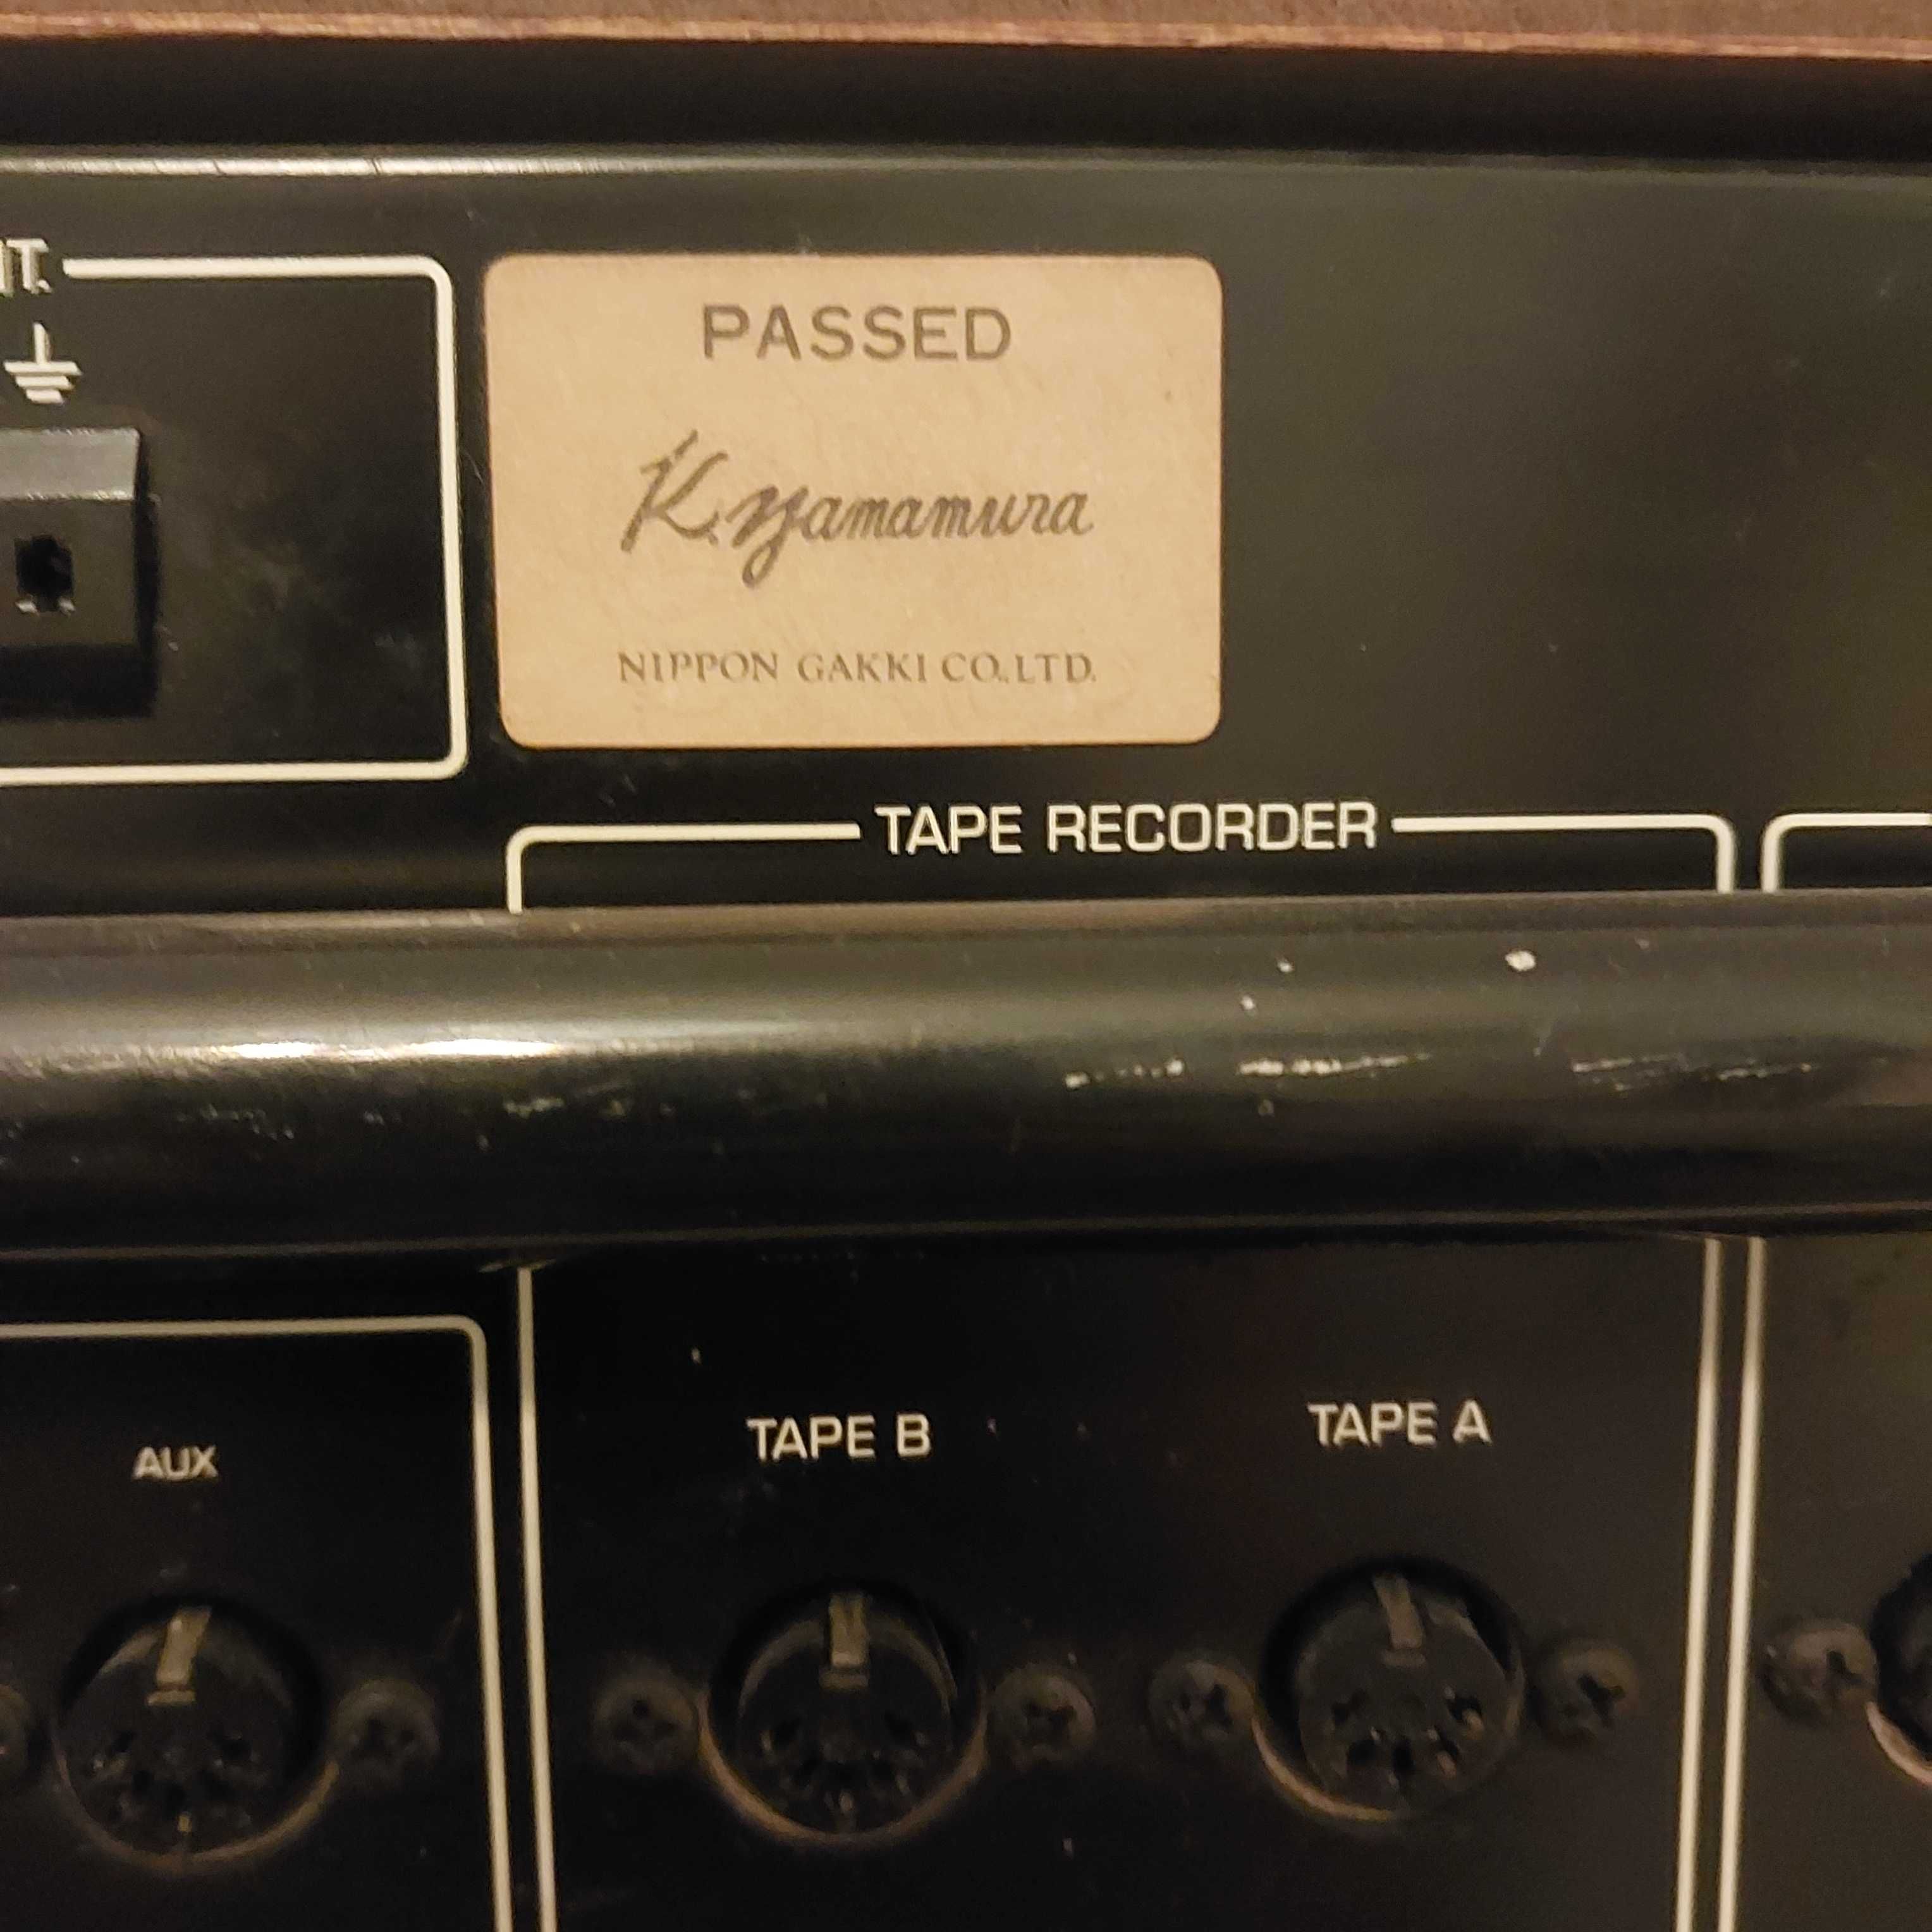 PASSED
K. Yamamura
NIPPON GAKKI CO., LTD.
TAPE RECORDER
AUX
TAPE B
TAPE A